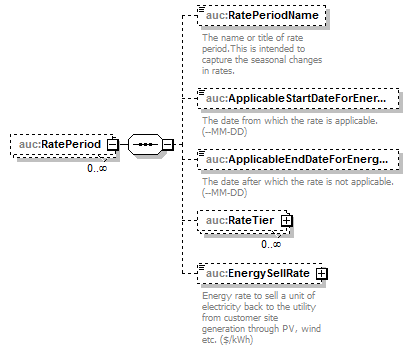 auc:RatePeriodName
The name or title of rate
period.This is intended to
capture the seasonal changes
in rates.
auc:ApplicableStartDateForEner...
The date from which the rate is applicable.
(--MM-DD)
auc:RatePeriod
0..∞
auc:ApplicableEndDateForEnerg...
The date after which the rate is not applicable.
(--MM-DD)
auc:RateTier
0..∞
auc:EnergySellRate
Energy rate to sell a unit of
electricity back to the utility
from customer site
generation through PV, wind
etc. ($/kWh)